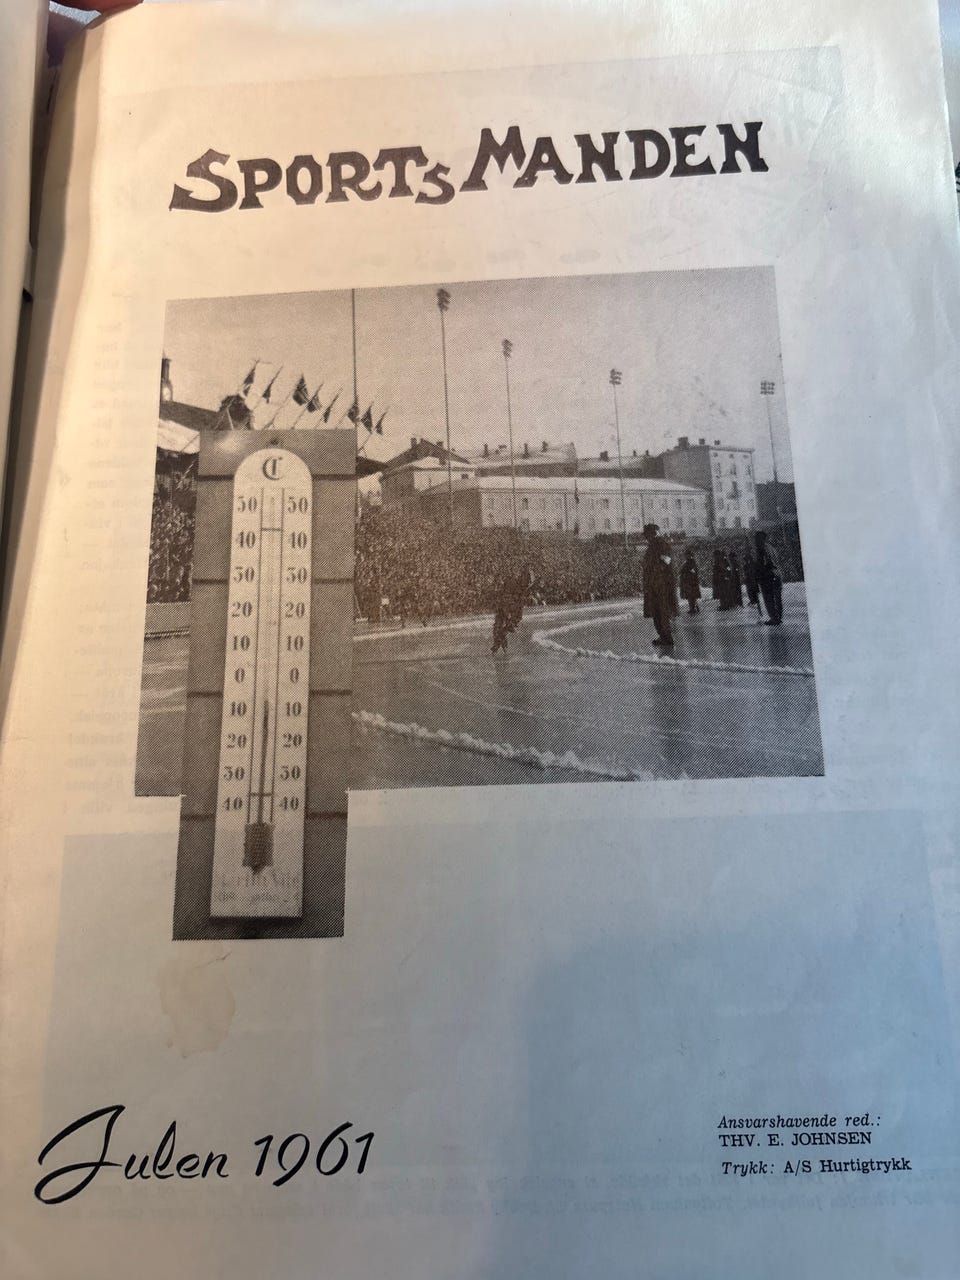 SPORTSMANDEN
C
50 50
40 40
30 30
20 20
10 10
0 0
10 10
20 20
30 30
40 40
Julen 1961
Ansvarshavende red.:
THV. E. JOHNSEN
Trykk: A/S Hurtigtrykk